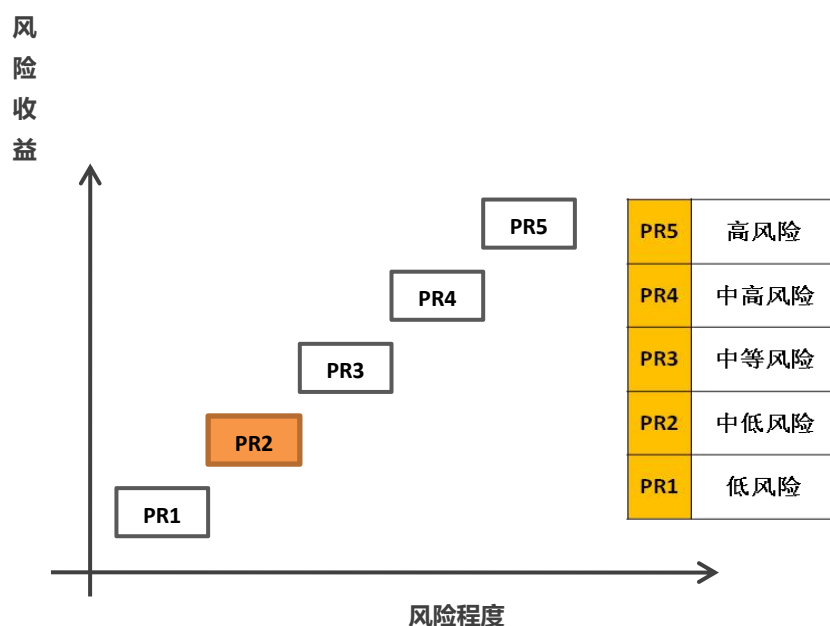 风
险
收
益
PR5
PR4
PR3
PR2
PR1
PR5 高风险
PR4 中高风险
PR3 中等风险
PR2 中低风险
PR1 低风险
风险程度